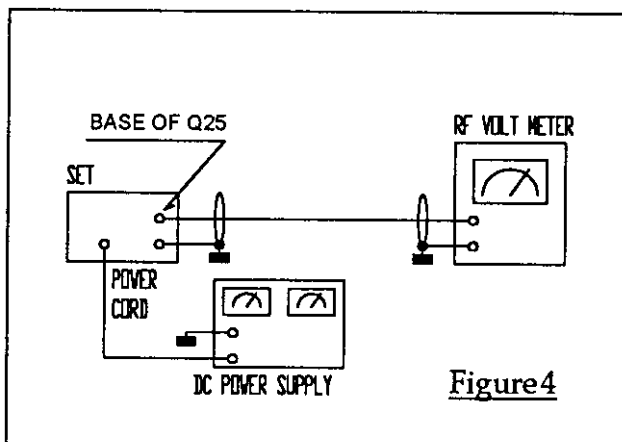 BASE OF Q25
RF VOLT METER
SET
POWER
CORD
DC POWER SUPPLY
Figure4